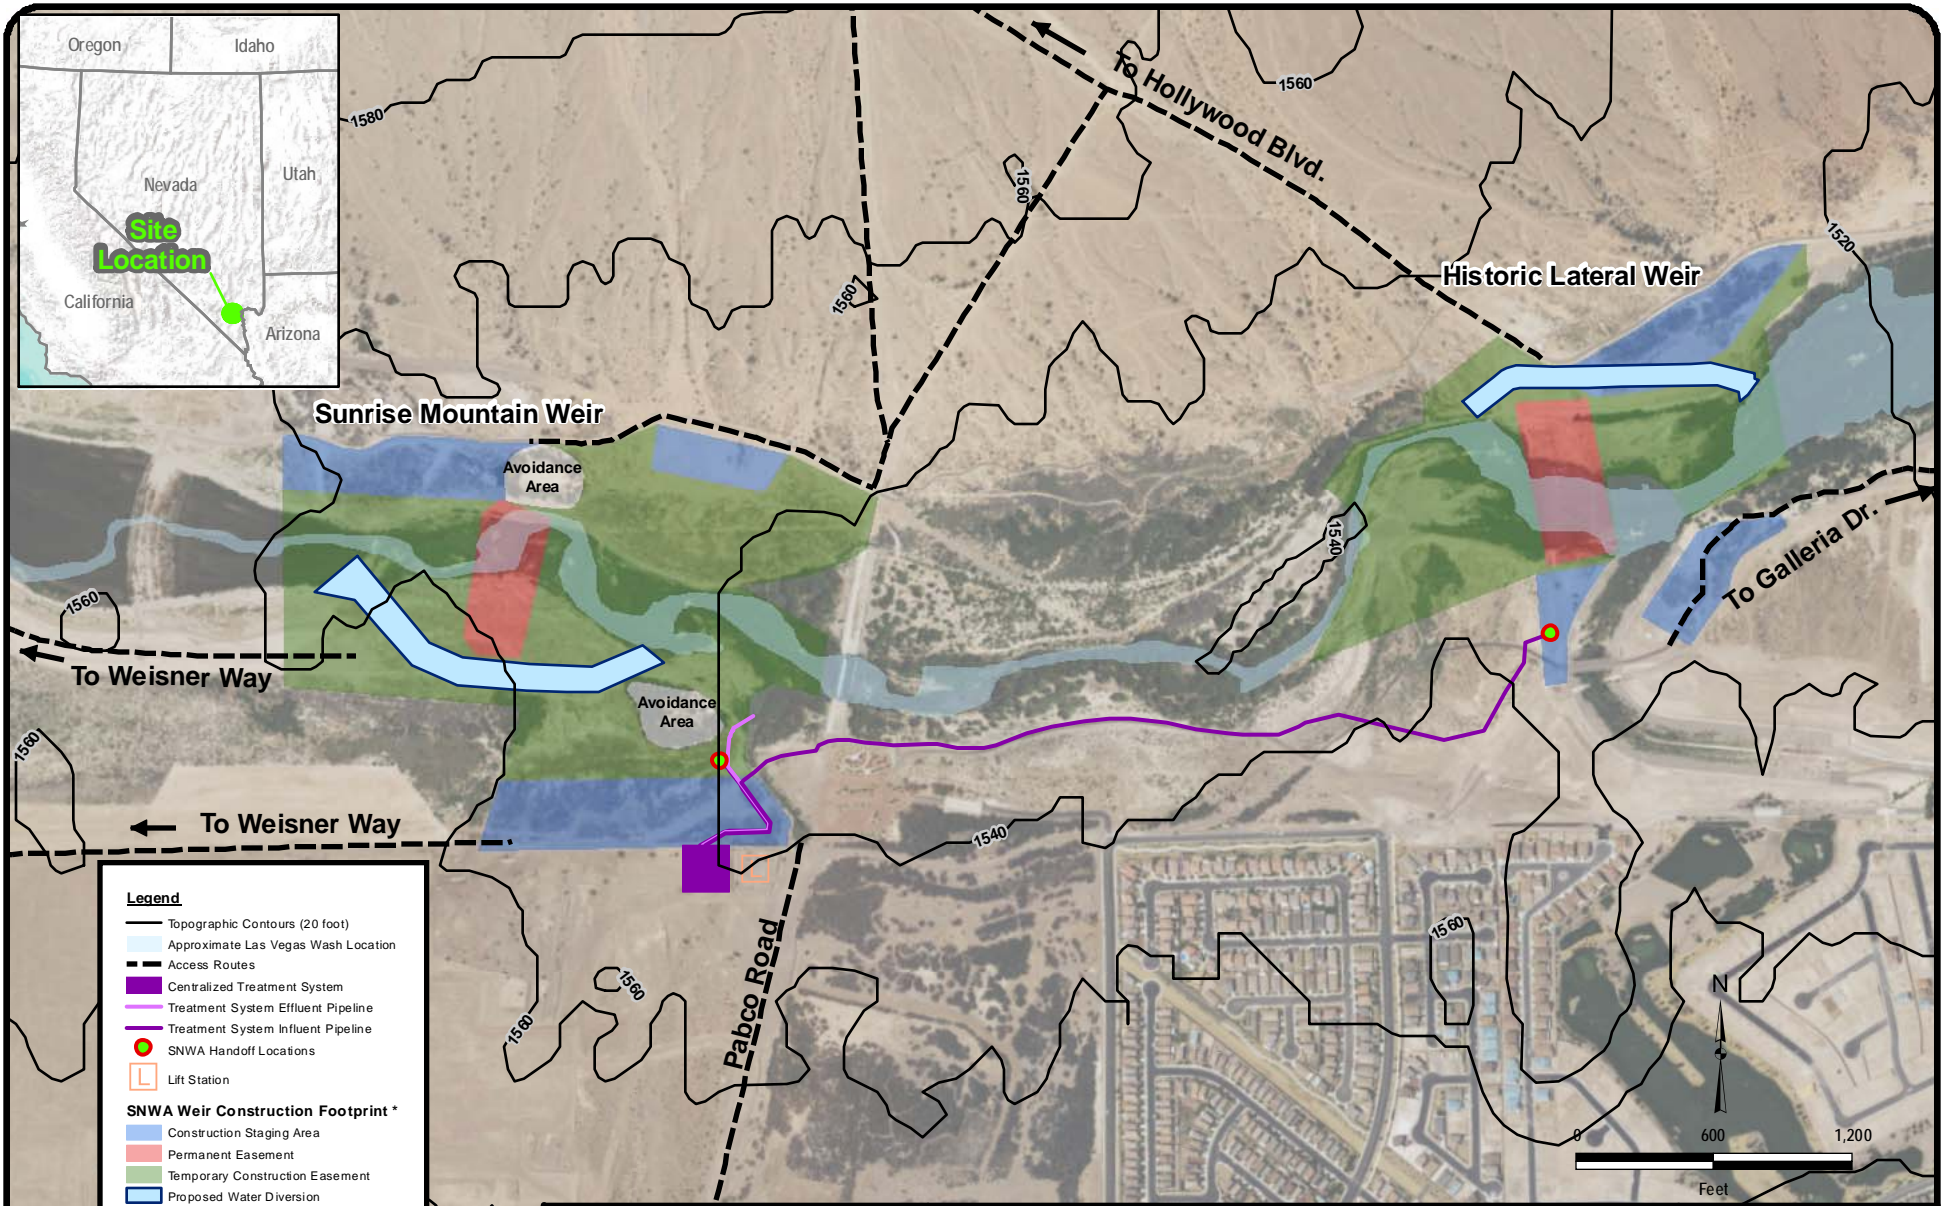 Oregon
Idaho
Nevada
Utah
Site
Location
California
Arizona
1580
To Hollywood Blvd.
1560
1560
1560
1520
Historic Lateral Weir
Sunrise Mountain Weir
Avoidance
Area
1540
To Galleria Dr.
1560
To Weisner Way
Avoidance
Area
1560
To Weisner Way
1540
L
Pabco Road
1560
1560
1560
N
Legend
Topographic Contours (20 foot)
Approximate Las Vegas Wash Location
Access Routes
Centralized Treatment System
Treatment System Effluent Pipeline
Treatment System Influent Pipeline
SNWA Handoff Locations
L
Lift Station
SNWA Weir Construction Footprint *
Construction Staging Area
Permanent Easement
Temporary Construction Easement
Proposed Water Diversion
0 600 1,200
Feet